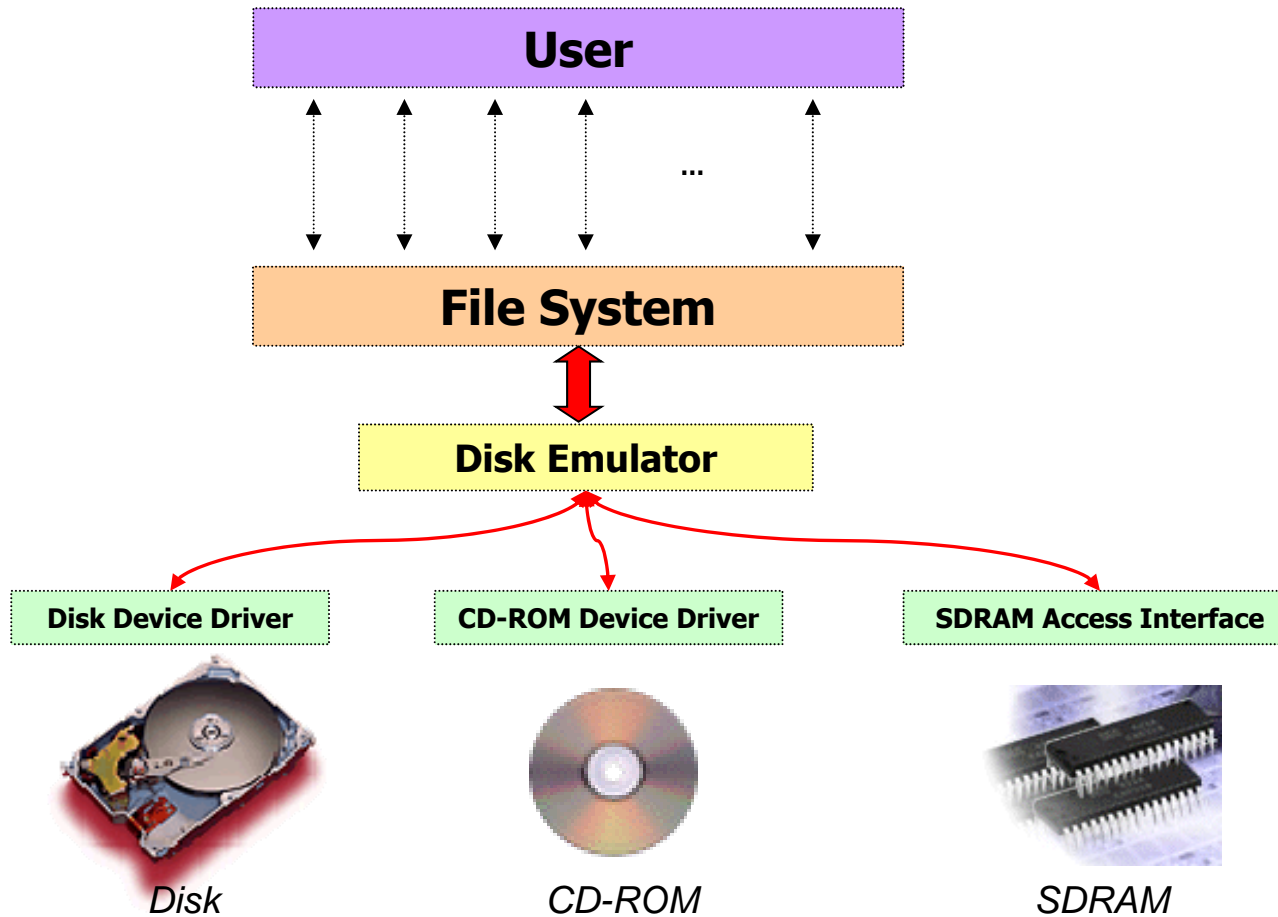 User
...
File System
Disk Emulator
Disk Device Driver
CD-ROM Device Driver
SDRAM Access Interface
Disk
CD-ROM
SDRAM